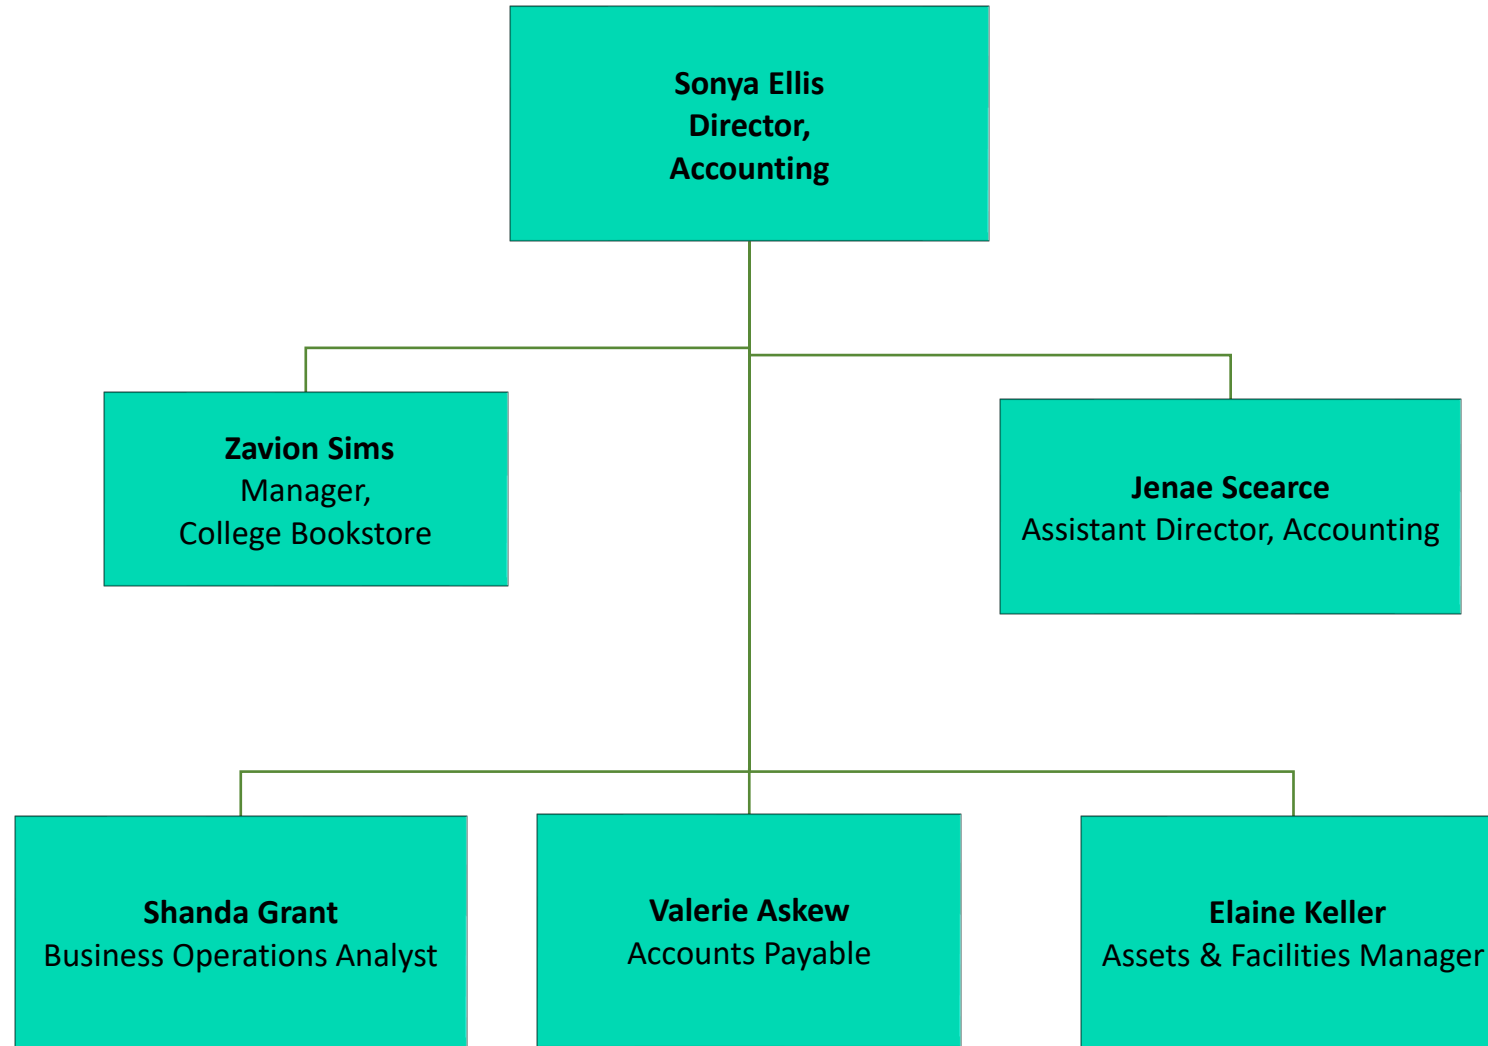 Sonya Ellis
Director,
Accounting
Zavion Sims
Manager,
College Bookstore
Jenae Scearce
Assistant Director, Accounting
Shanda Grant
Business Operations Analyst
Valerie Askew
Accounts Payable
Elaine Keller
Assets & Facilities Manager